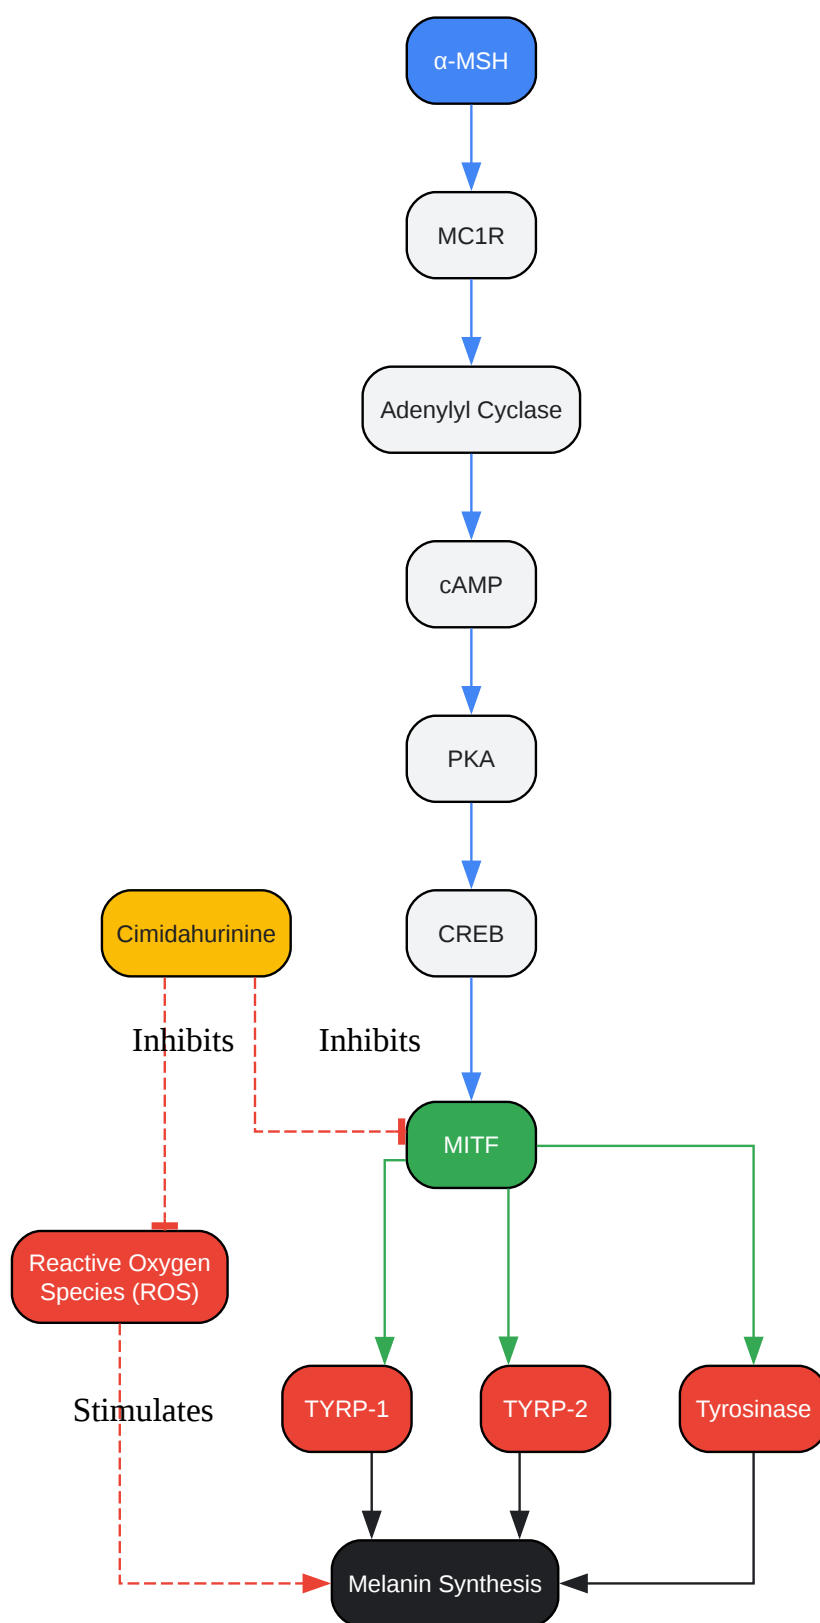 α-MSH
MC1R
Adenylyl Cyclase
cAMP
PKA
Cimidahurinine
CREB
Inhibits
Inhibits
MITF
Reactive Oxygen
Species (ROS)
Stimulates
TYRP-1
TYRP-2
Tyrosinase
Melanin Synthesis